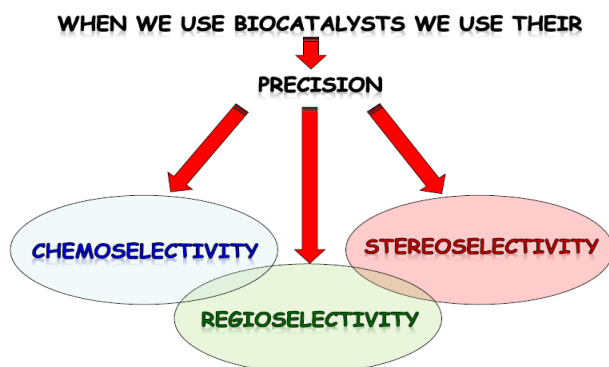 WHEN WE USE BIOCATALYSTS WE USE THEIR
PRECISION
CHEMOSELECTIVITY
STEREOSELECTIVITY
REGIOSELECTIVITY